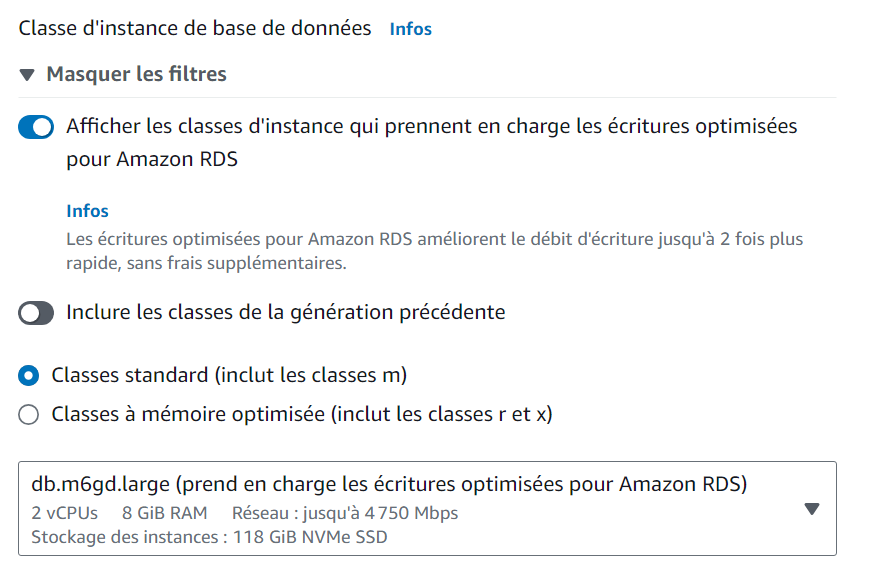 Classe d'instance de base de données Infos
Masquer les filtres
Afficher les classes d'instance qui prennent en charge les écritures optimisées
pour Amazon RDS
Infos
Les écritures optimisées pour Amazon RDS améliorent le débit d'écriture jusqu'à 2 fois plus
rapide, sans frais supplémentaires.
Inclure les classes de la génération précédente
Classes standard (inclut les classes m)
Classes à mémoire optimisée (inclut les classes r et x)
db.m6gd.large (prend en charge les écritures optimisées pour Amazon RDS)
2 vCPUs 8 GiB RAM Réseau : jusqu'à 4 750 Mbps
Stockage des instances : 118 GiB NVMe SSD